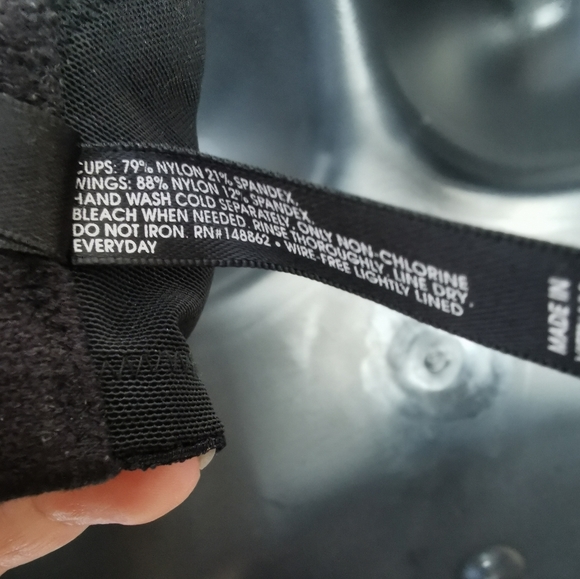 CUPS: 79% NYLON 21% SPANDEX,
WINGS: 88% NYLON 12% SPANDEX.
HAND WASH COLD SEPARATELY, ONLY NON-CHLORINE
BLEACH WHEN NEEDED, RINSE THOROUGHLY, LINE DRY,
DO NOT IRON. RN#148862 • WIRE-FREE LIGHTLY LINED
EVERYDAY
MADE IN